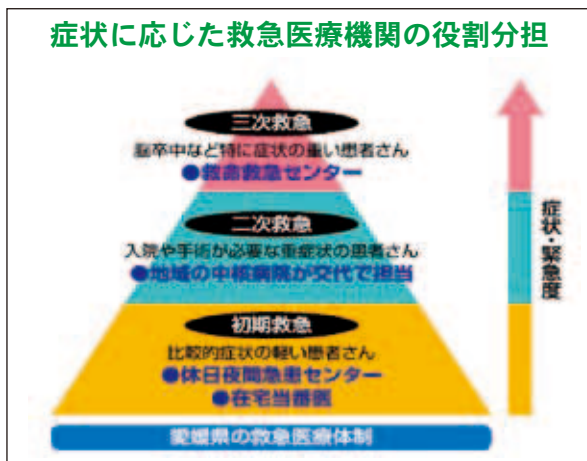 症状に応じた救急医療機関の役割分担
三次救急
脳卒中など特に症状の重い患者さん
●救命救急センター
二次救急
入院や手術が必要な重症状の患者さん
●地域の中核病院が交代で担当
初期救急
比較的症状の軽い患者さん
●休日夜間急患センター
●在宅当番医
愛媛県の救急医療体制
症状・緊急度